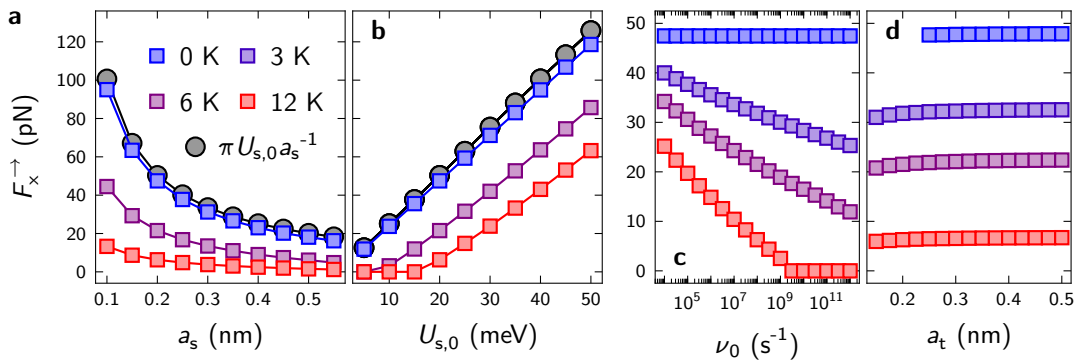 a
b
c
d
0 K
3 K
6 K
12 K
πU_{s,0}a_s^{-1}
F_x^→ (pN)
0
20
40
60
80
100
120
0.1
0.2
0.3
0.4
0.5
a_s (nm)
10
20
30
40
50
U_{s,0} (meV)
0
10
20
30
40
50
10^5
10^7
10^9
10^{11}
ν_0 (s^{-1})
0.2
0.3
0.4
0.5
a_t (nm)